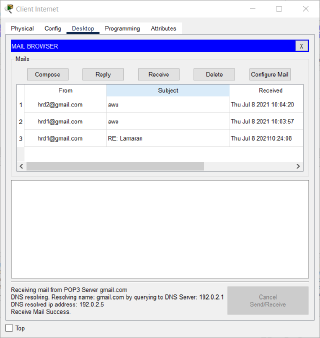 Client Internet
Physical Config Desktop Programming Attributes
MAIL BROWSER X
Mails
Compose Reply Receive Delete Configure Mail
From Subject Received
1 hrd2@gmail.com aws Thu Jul 8 2021 10:04:20
2 hrd1@gmail.com aws Thu Jul 8 2021 10:03:57
3 hrd1@gmail.com RE: Lamaran Thu Jul 8 2021 10:24:06
Receiving mail from POP3 Server gmail.com
DNS resolving. Resolving name: gmail.com by querying to DNS Server: 192.0.2.1
DNS resolved ip address: 192.0.2.5
Receive Mail Success.
Cancel
Send/Receive
Top